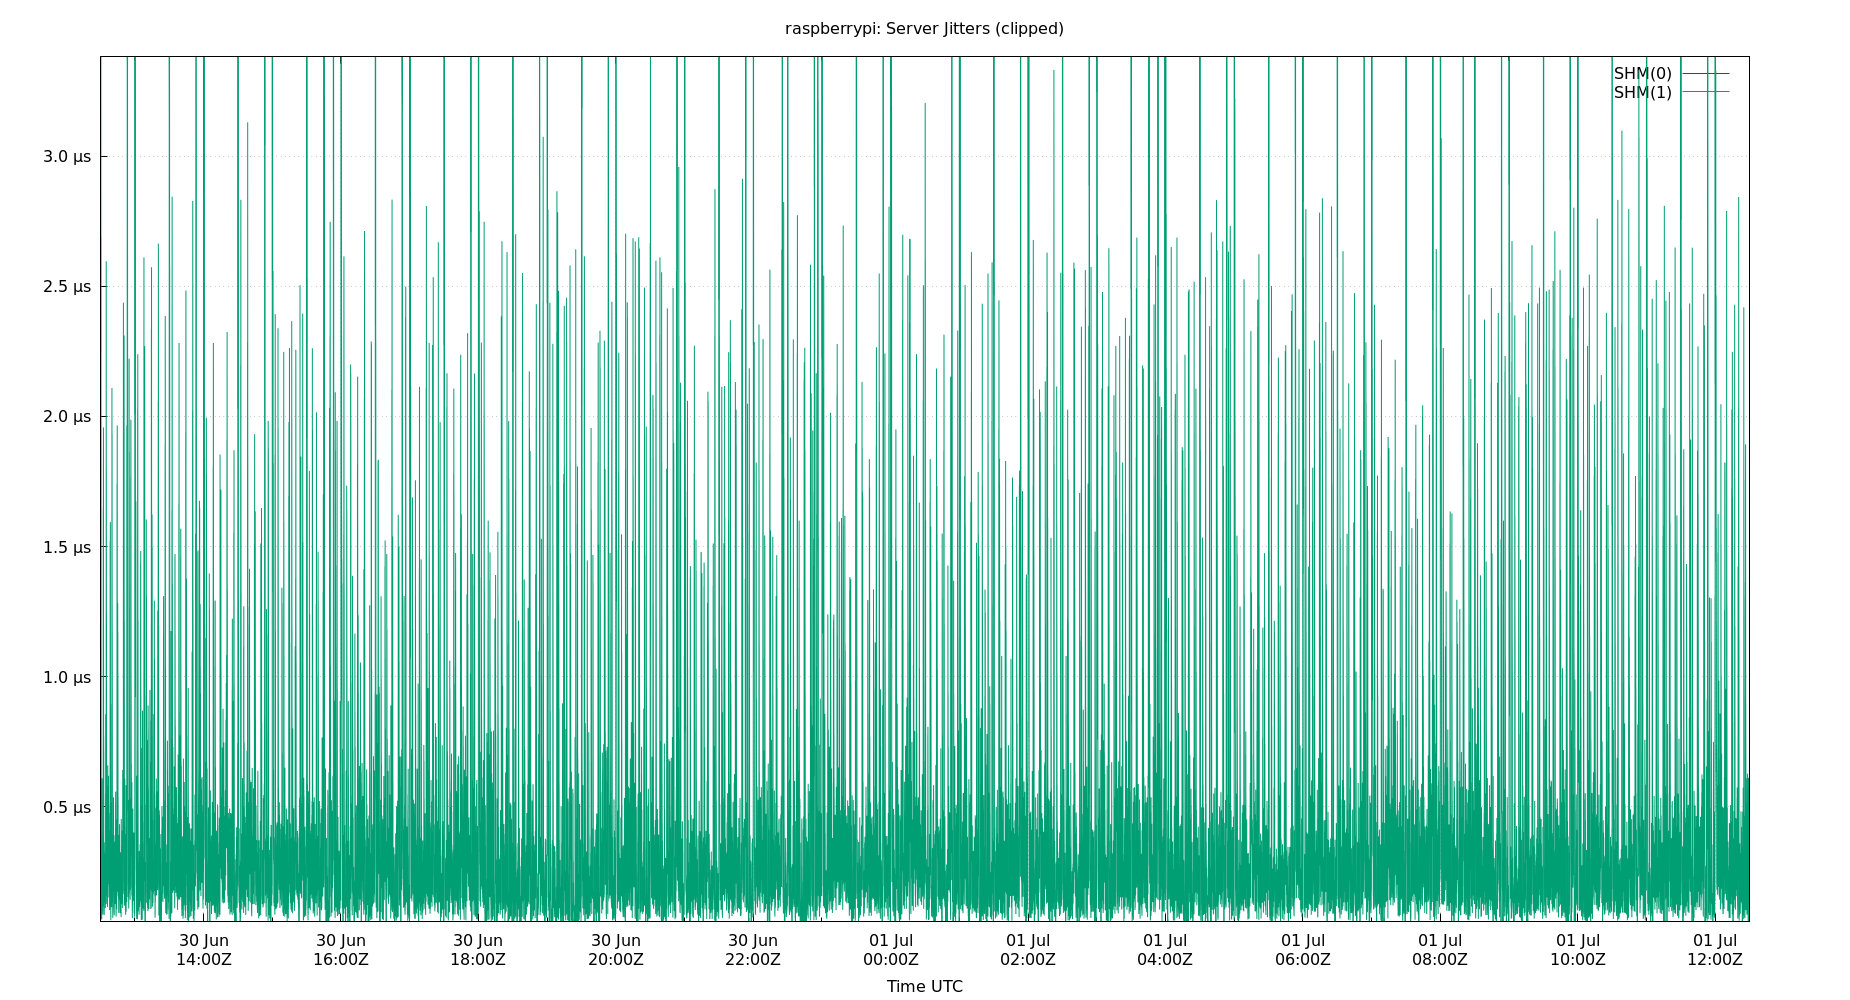 raspberrypi: Server Jitters (clipped)
SHM(0)
SHM(1)
3.0 µs
2.5 µs
2.0 µs
1.5 µs
1.0 µs
0.5 µs
30 Jun 30 Jun 30 Jun 30 Jun 30 Jun 01 Jul 01 Jul 01 Jul 01 Jul 01 Jul 01 Jul 01 Jul
14:00Z 16:00Z 18:00Z 20:00Z 22:00Z 00:00Z 02:00Z 04:00Z 06:00Z 08:00Z 10:00Z 12:00Z
Time UTC